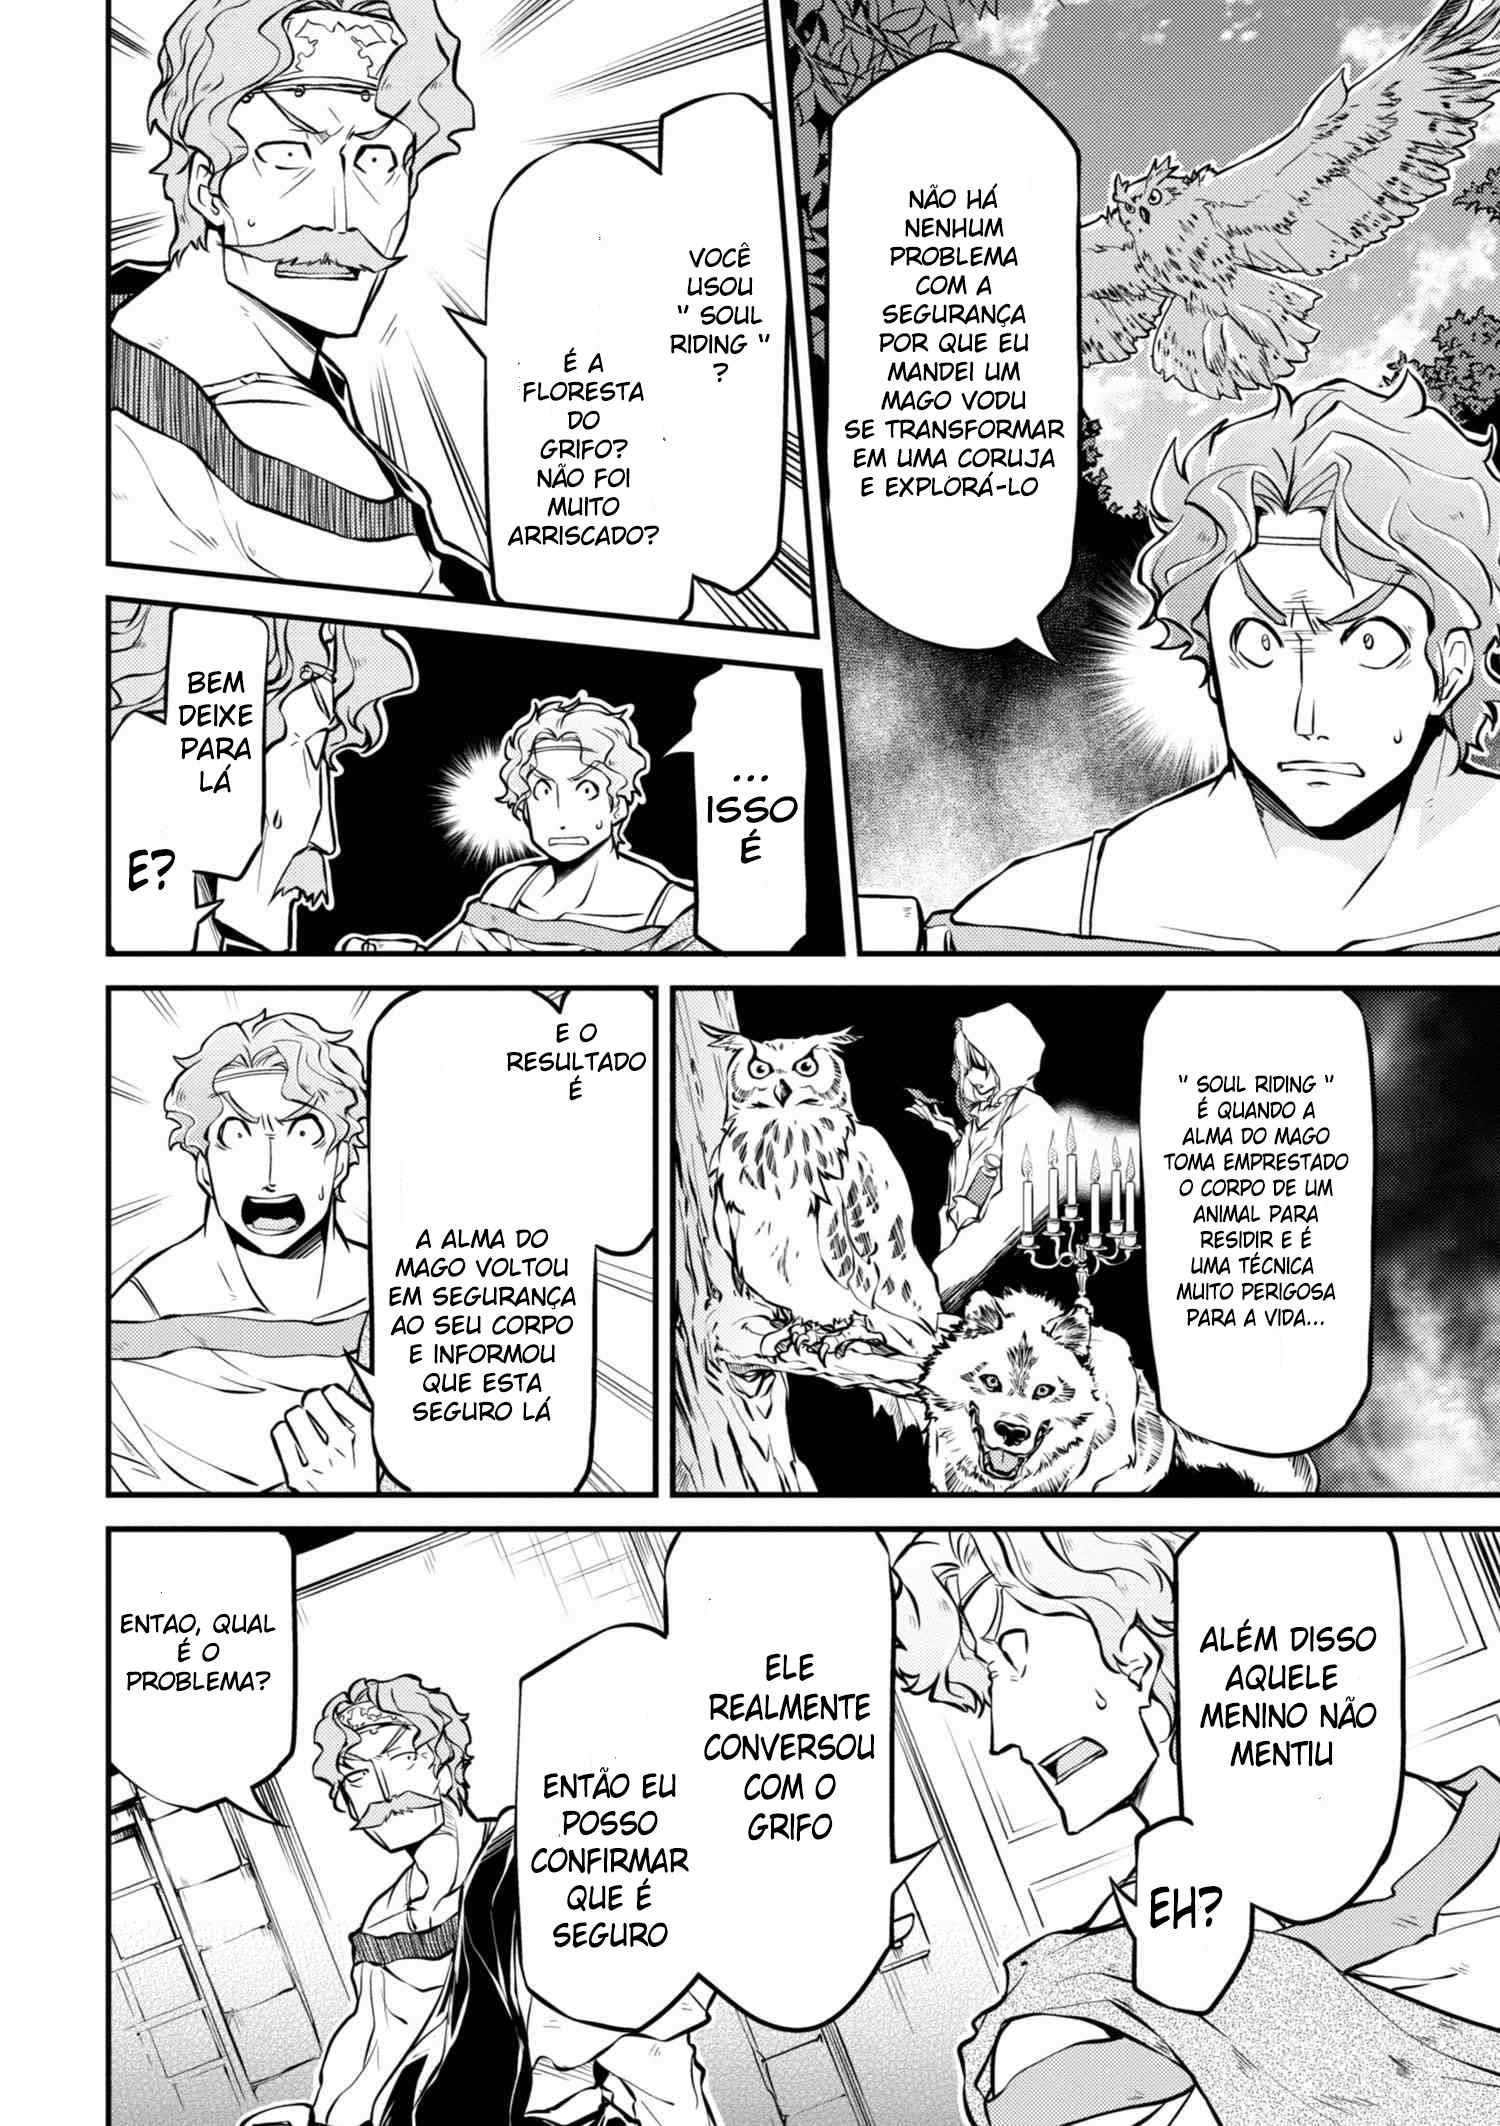 NÃO HÁ
NENHUM
PROBLEMA
COM A
SEGURANÇA
POR QUE EU
MANDEI UM
MAGO VODU
SE TRANSFORMAR
EM UMA CORUJA
E EXPLORÁ-LO
VOCÊ
USOU
" SOUL
RIDING "
?
É A
FLORESTA
DO
GRIFO?
NÃO FOI
MUITO
ARRISCADO?
...
ISSO
É
BEM
DEIXE
PARA
LÁ
E?
" SOUL RIDING "
É QUANDO A
ALMA DO MAGO
TOMA EMPRESTADO
O CORPO DE UM
ANIMAL PARA
RESIDIR E É
UMA TÉCNICA
MUITO PERIGOSA
PARA A VIDA...
E O
RESULTADO
É
A ALMA DO
MAGO VOLTOU
EM SEGURANÇA
AO SEU CORPO
E INFORMOU
QUE ESTA
SEGURO LÁ
ALÉM DISSO
AQUELE
MENINO NÃO
MENTIU
EH?
ELE
REALMENTE
CONVERSOU
COM O
GRIFO
ENTÃO EU
POSSO
CONFIRMAR
QUE É
SEGURO
ENTAO, QUAL
É O
PROBLEMA?